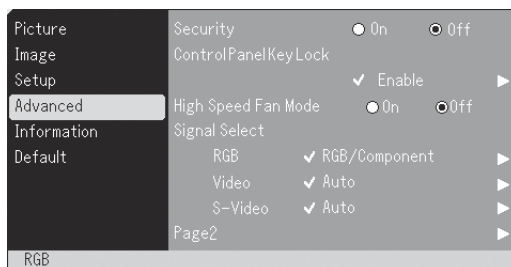 Picture
Image
Setup
Advanced
Information
Default
Security On Off
ControlPanelKeyLock
Enable
High Speed Fan Mode On Off
Signal Select
RGB RGB/Component
Video Auto
S-Video Auto
Page2
RGB